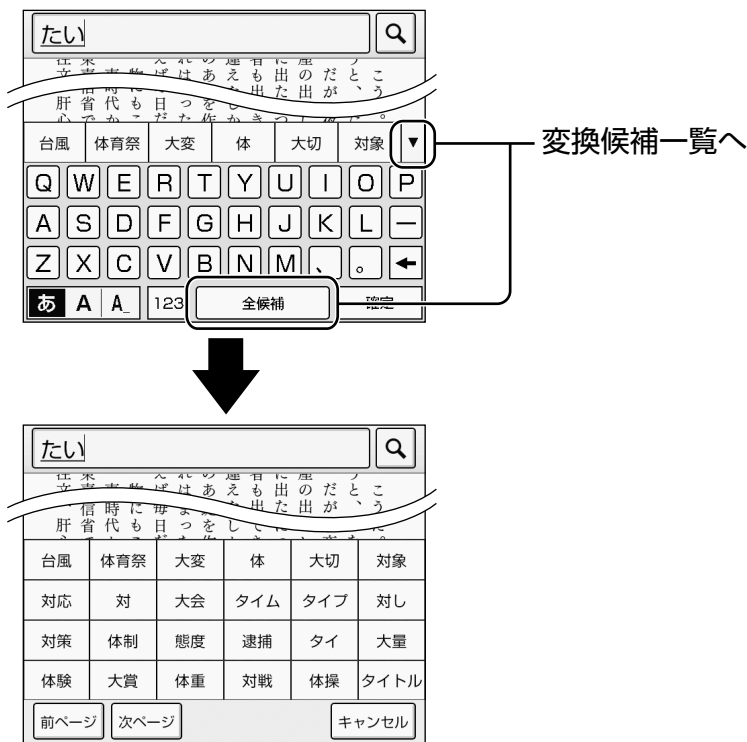 たい
台風 体育祭 大変 体 大切 対象 ▼
変換候補一覧へ
Q W E R T Y U I O P
A S D F G H J K L ー
Z X C V B N M 、 。 ←
あ A A_ 123 全候補 確定
たい
台風 体育祭 大変 体 大切 対象
対応 対 大会 タイム タイプ 対し
対策 体制 態度 逮捕 タイ 大量
体験 大賞 体重 対戦 体操 タイトル
前ページ 次ページ キャンセル